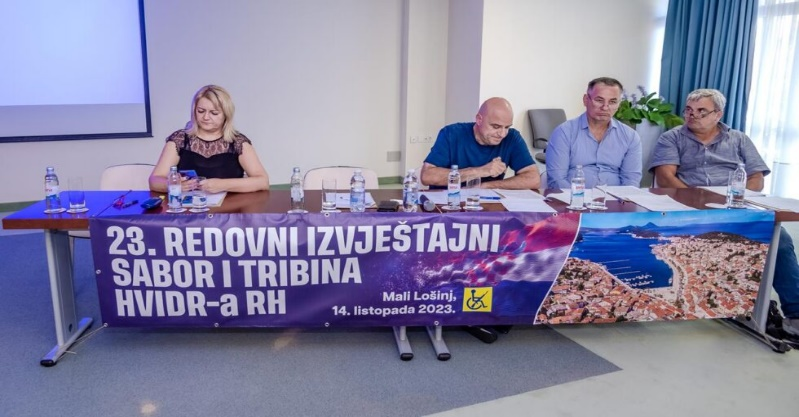 23. REDOVNI IZVJEŠTAJNI
SABOR I TRIBINA
HVIDR-a RH
Mali Lošinj,
14. listopada 2023.